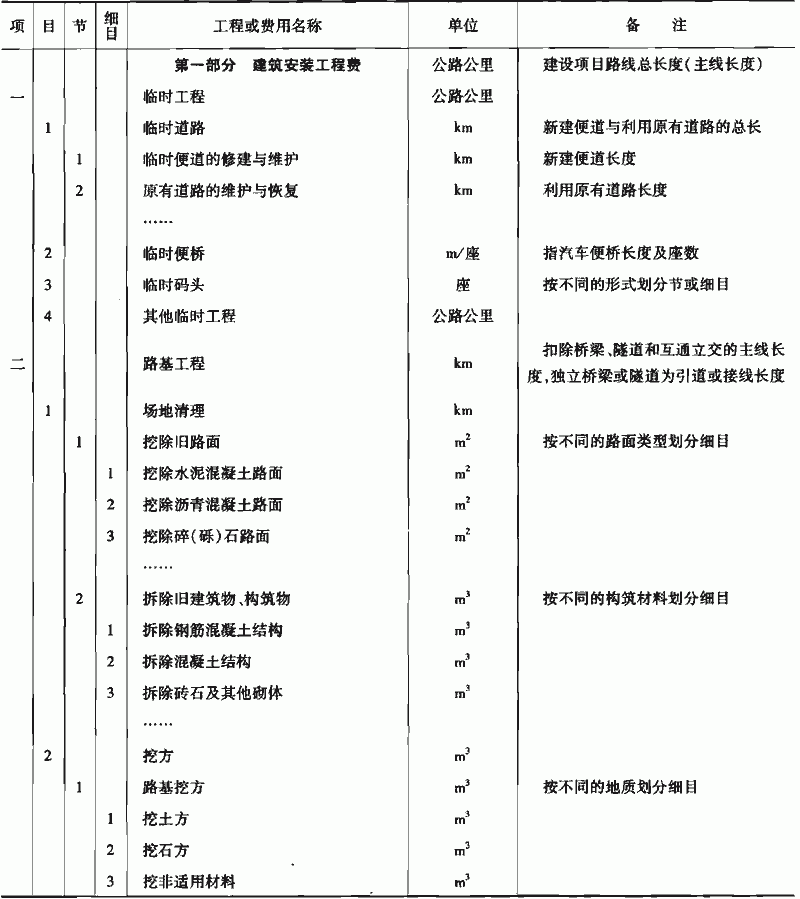 项 目 节 细目 工程或费用名称 单位 备 注
第一部分 建筑安装工程费 公路公里 建设项目路线总长度(主线长度)
一 临时工程 公路公里
1 临时道路 km 新建便道与利用原有道路的总长
1 临时便道的修建与维护 km 新建便道长度
2 原有道路的维护与恢复 km 利用原有道路长度
……
2 临时便桥 m/座 指汽车便桥长度及座数
3 临时码头 座 按不同的形式划分节或细目
4 其他临时工程 公路公里
二 路基工程 km 扣除桥梁、隧道和互通立交的主线长
度,独立桥梁或隧道为引道或接线长度
1 场地清理 km
1 挖除旧路面 m² 按不同的路面类型划分细目
1 挖除水泥混凝土路面 m²
2 挖除沥青混凝土路面 m²
3 挖除碎(砾)石路面 m²
……
2 拆除旧建筑物、构筑物 m³ 按不同的构筑材料划分细目
1 拆除钢筋混凝土结构 m³
2 拆除混凝土结构 m³
3 拆除砖石及其他砌体 m³
……
2 挖方 m³
1 路基挖方 m³ 按不同的地质划分细目
1 挖土方 m³
2 挖石方 m³
3 挖非适用材料 m³